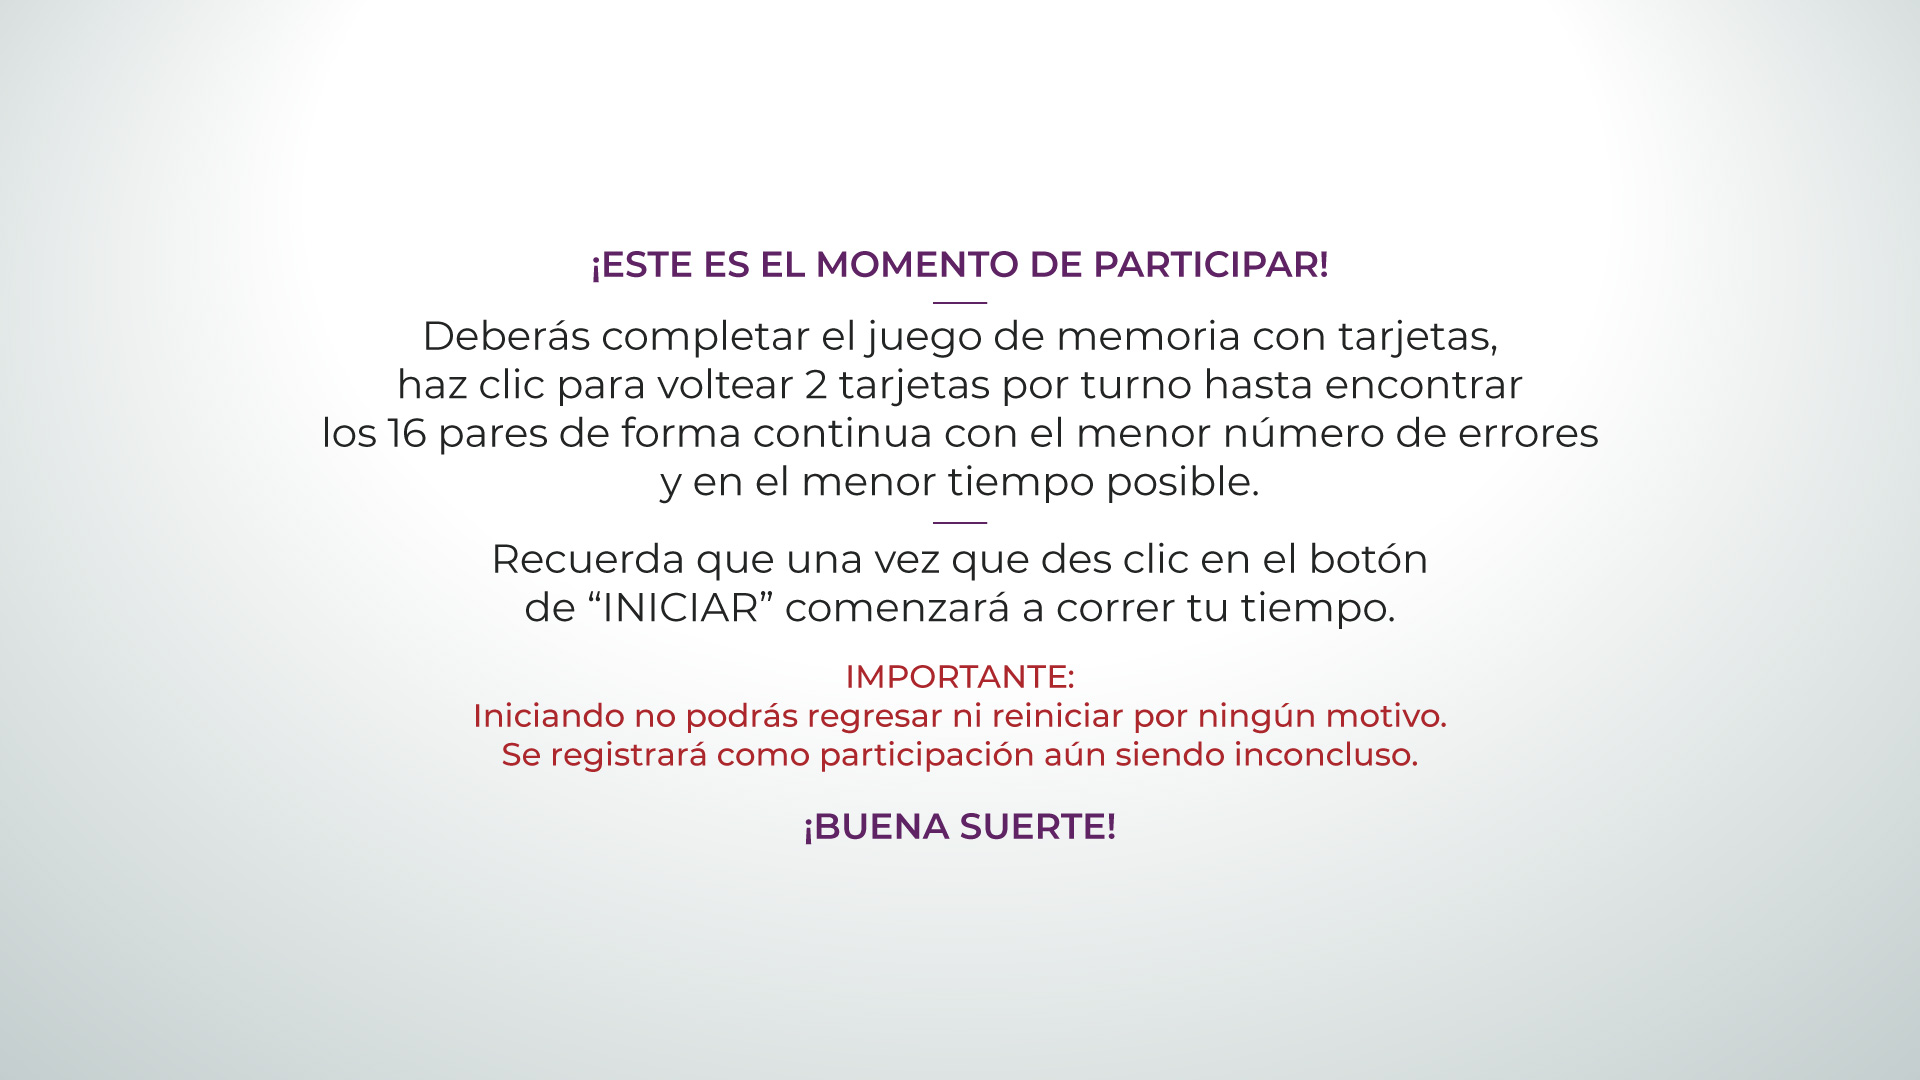 ¡ESTE ES EL MOMENTO DE PARTICIPAR!
Deberás completar el juego de memoria con tarjetas,
haz clic para voltear 2 tarjetas por turno hasta encontrar
los 16 pares de forma continua con el menor número de errores
y en el menor tiempo posible.
Recuerda que una vez que des clic en el botón
de “INICIAR” comenzará a correr tu tiempo.
IMPORTANTE:
Iniciando no podrás regresar ni reiniciar por ningún motivo.
Se registrará como participación aún siendo inconcluso.
¡BUENA SUERTE!